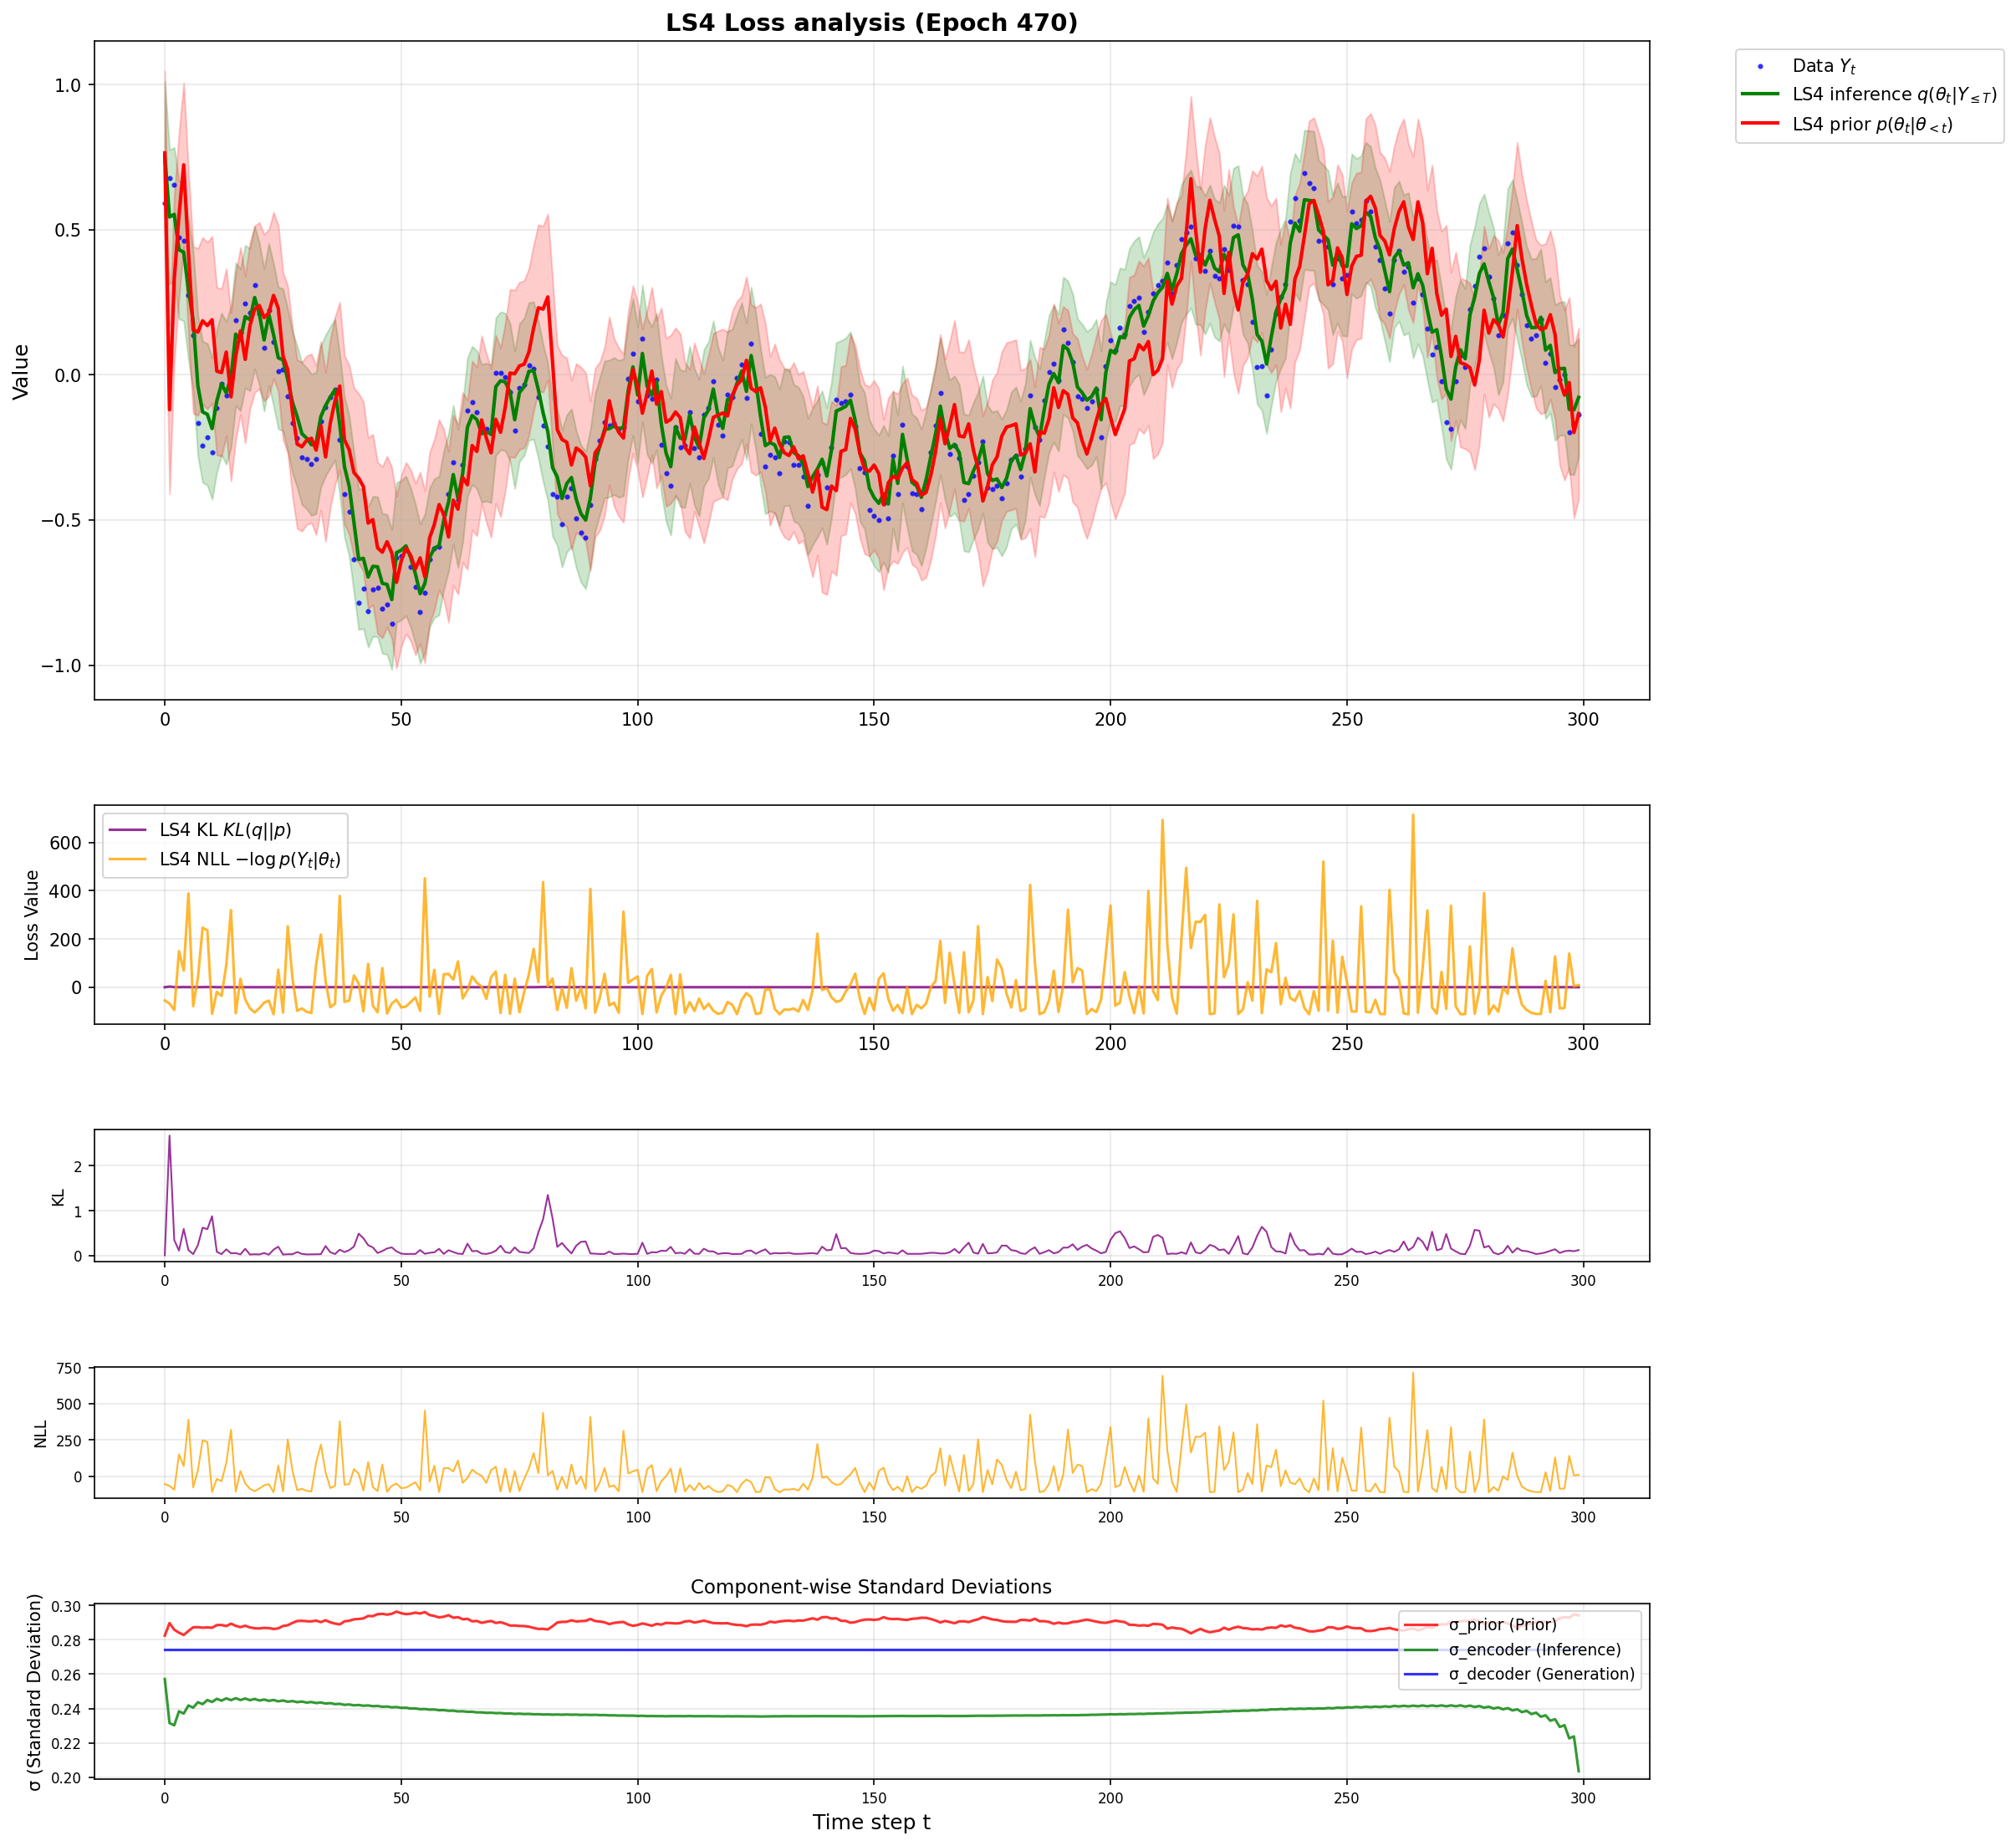 LS4 Loss analysis (Epoch 470)
Data Y_t
LS4 inference q(θ_t|Y_≤T)
LS4 prior p(θ_t|θ_<t)
Value
1.0
0.5
0.0
−0.5
−1.0
0 50 100 150 200 250 300
LS4 KL KL(q||p)
LS4 NLL −log p(Y_t|θ_t)
Loss Value
600
400
200
0
0 50 100 150 200 250 300
KL
2
1
0
0 50 100 150 200 250 300
NLL
750
500
250
0
0 50 100 150 200 250 300
Component-wise Standard Deviations
σ (Standard Deviation)
0.30
0.28
0.26
0.24
0.22
0.20
σ_prior (Prior)
σ_encoder (Inference)
σ_decoder (Generation)
0 50 100 150 200 250 300
Time step t